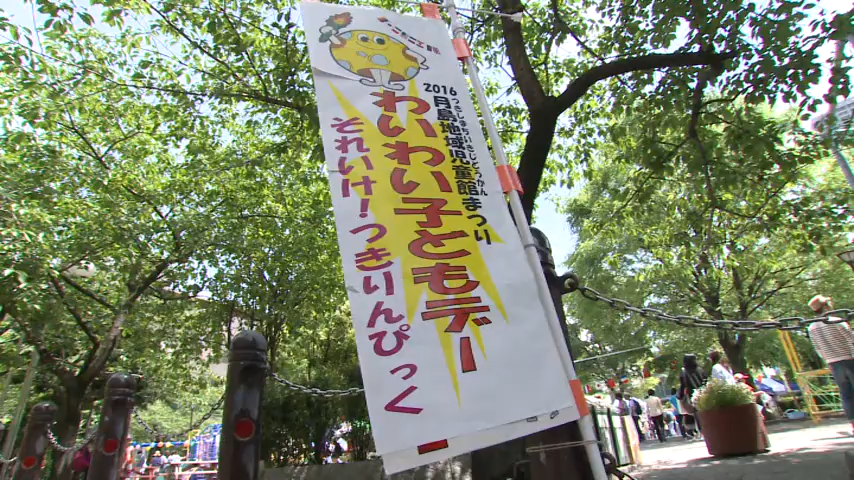 2016
月島地域児童館まつり
つきしまちいきじどうかん
わいわい子どもデー
それいけ!つきりんぴっく